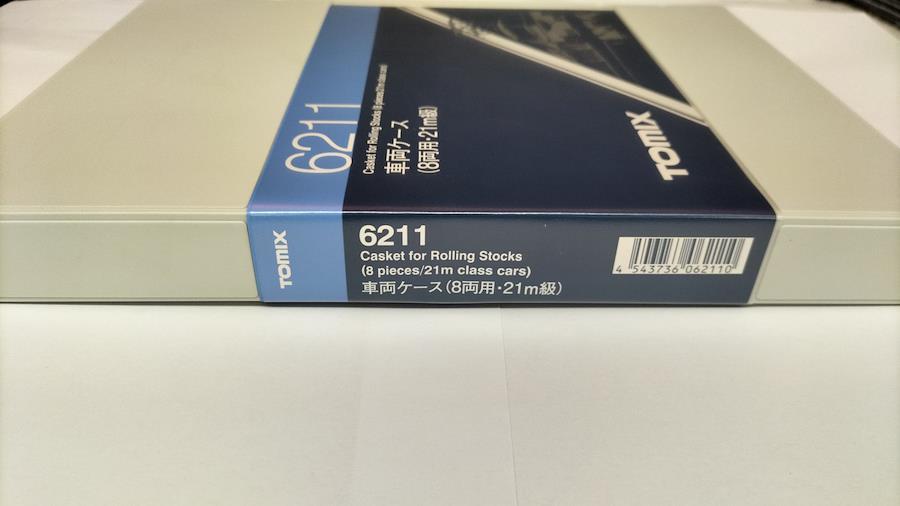 6211
Casket for Rolling Stocks (8 pieces/21m class cars)
車両ケース
(8両用・21m級)
TOMIX
TOMIX
6211
Casket for Rolling Stocks
(8 pieces/21m class cars)
車両ケース(8両用・21m級)
4 543736 062110